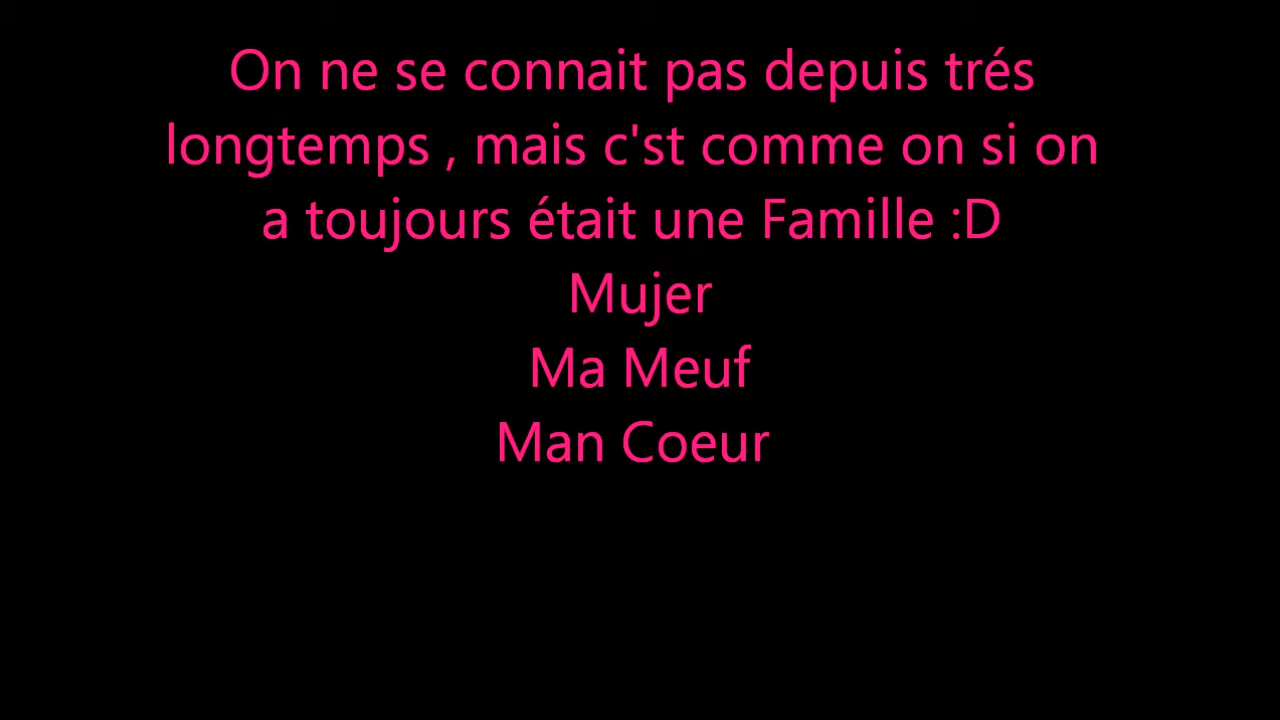 On ne se connait pas depuis trés
longtemps , mais c'st comme on si on
a toujours était une Famille :D
Mujer
Ma Meuf
Man Coeur